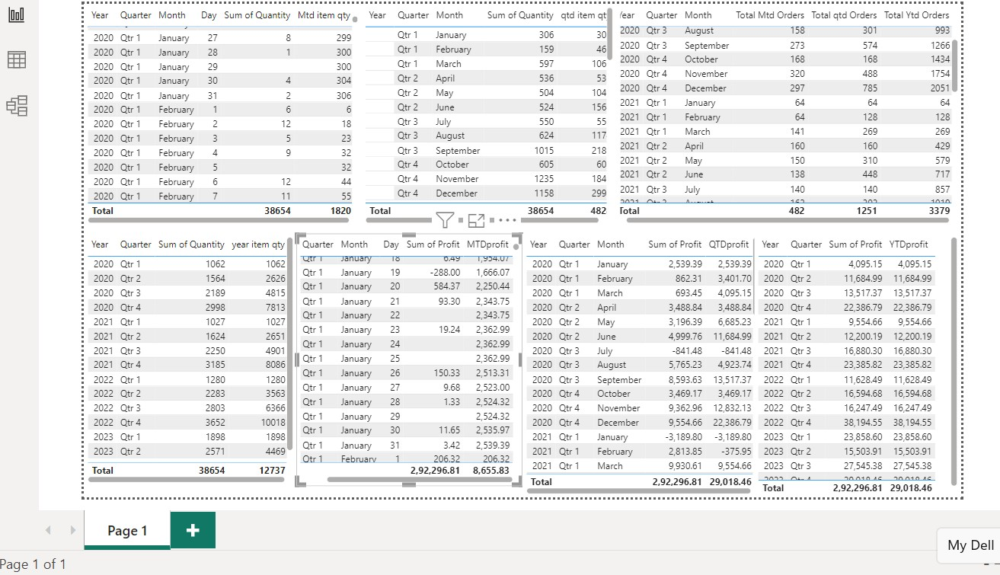 Year Quarter Month Day Sum of Quantity Mtd item qty
2020 Qtr 1 January 27 8 299
2020 Qtr 1 January 28 1 300
2020 Qtr 1 January 29 300
2020 Qtr 1 January 30 4 304
2020 Qtr 1 January 31 2 306
2020 Qtr 1 February 1 6 6
2020 Qtr 1 February 2 12 18
2020 Qtr 1 February 3 5 23
2020 Qtr 1 February 4 9 32
2020 Qtr 1 February 5 32
2020 Qtr 1 February 6 12 44
2020 Qtr 1 February 7 11 55
Total 38654 1820
Year Quarter Month Sum of Quantity qtd item qt
Qtr 1 January 306 30
Qtr 1 February 159 46
Qtr 1 March 597 106
Qtr 2 April 536 53
Qtr 2 May 504 104
Qtr 2 June 524 156
Qtr 3 July 550 55
Qtr 3 August 624 117
Qtr 3 September 1015 218
Qtr 4 October 605 60
Qtr 4 November 1235 184
Qtr 4 December 1158 299
Total 38654 482
Year Quarter Month Total Mtd Orders Total qtd Orders Total Ytd Orders
2020 Qtr 3 August 158 301 993
2020 Qtr 3 September 273 574 1266
2020 Qtr 4 October 168 168 1434
2020 Qtr 4 November 320 488 1754
2020 Qtr 4 December 297 785 2051
2021 Qtr 1 January 64 64 64
2021 Qtr 1 February 64 128 128
2021 Qtr 1 March 141 269 269
2021 Qtr 2 April 160 160 429
2021 Qtr 2 May 150 310 579
2021 Qtr 2 June 138 448 717
2021 Qtr 3 July 140 140 857
Total 482 1251 3379
Year Quarter Sum of Quantity year item qty
2020 Qtr 1 1062 1062
2020 Qtr 2 1564 2626
2020 Qtr 3 2189 4815
2020 Qtr 4 2998 7813
2021 Qtr 1 1027 1027
2021 Qtr 2 1624 2651
2021 Qtr 3 2250 4901
2021 Qtr 4 3185 8086
2022 Qtr 1 1280 1280
2022 Qtr 2 2283 3563
2022 Qtr 3 2803 6366
2022 Qtr 4 3652 10018
2023 Qtr 1 1898 1898
2023 Qtr 2 2571 4469
Total 38654 12737
Quarter Month Day Sum of Profit MTDprofit
Qtr 1 January 18 6.49 1,954.07
Qtr 1 January 19 -288.00 1,666.07
Qtr 1 January 20 584.37 2,250.44
Qtr 1 January 21 93.30 2,343.75
Qtr 1 January 22 2,343.75
Qtr 1 January 23 19.24 2,362.99
Qtr 1 January 24 2,362.99
Qtr 1 January 25 2,362.99
Qtr 1 January 26 150.33 2,513.31
Qtr 1 January 27 9.68 2,523.00
Qtr 1 January 28 1.33 2,524.32
Qtr 1 January 29 2,524.32
Qtr 1 January 30 11.65 2,535.97
Qtr 1 January 31 3.42 2,539.39
Qtr 1 February 1 206.32 206.32
2,92,296.81 8,655.83
Year Quarter Month Sum of Profit QTDprofit
2020 Qtr 1 January 2,539.39 2,539.39
2020 Qtr 1 February 862.31 3,401.70
2020 Qtr 1 March 693.45 4,095.15
2020 Qtr 2 April 3,488.84 3,488.84
2020 Qtr 2 May 3,196.39 6,685.23
2020 Qtr 2 June 4,999.76 11,684.99
2020 Qtr 3 July -841.48 -841.48
2020 Qtr 3 August 5,765.23 4,923.74
2020 Qtr 3 September 8,593.63 13,517.37
2020 Qtr 4 October 3,469.17 3,469.17
2020 Qtr 4 November 9,362.96 12,832.13
2020 Qtr 4 December 9,554.66 22,386.79
2021 Qtr 1 January -3,189.80 -3,189.80
2021 Qtr 1 February 2,813.85 -375.95
2021 Qtr 1 March 9,930.61 9,554.66
Total 2,92,296.81 29,018.46
Year Quarter Sum of Profit YTDprofit
2020 Qtr 1 4,095.15 4,095.15
2020 Qtr 2 11,684.99 11,684.99
2020 Qtr 3 13,517.37 13,517.37
2020 Qtr 4 22,386.79 22,386.79
2021 Qtr 1 9,554.66 9,554.66
2021 Qtr 2 12,200.19 12,200.19
2021 Qtr 3 16,880.30 16,880.30
2021 Qtr 4 23,385.82 23,385.82
2022 Qtr 1 11,628.49 11,628.49
2022 Qtr 2 16,594.68 16,594.68
2022 Qtr 3 16,247.49 16,247.49
2022 Qtr 4 38,194.55 38,194.55
2023 Qtr 1 23,858.60 23,858.60
2023 Qtr 2 15,503.91 15,503.91
2023 Qtr 3 27,545.38 27,545.38
Total 2,92,296.81 29,018.46
Page 1
My Dell
Page 1 of 1